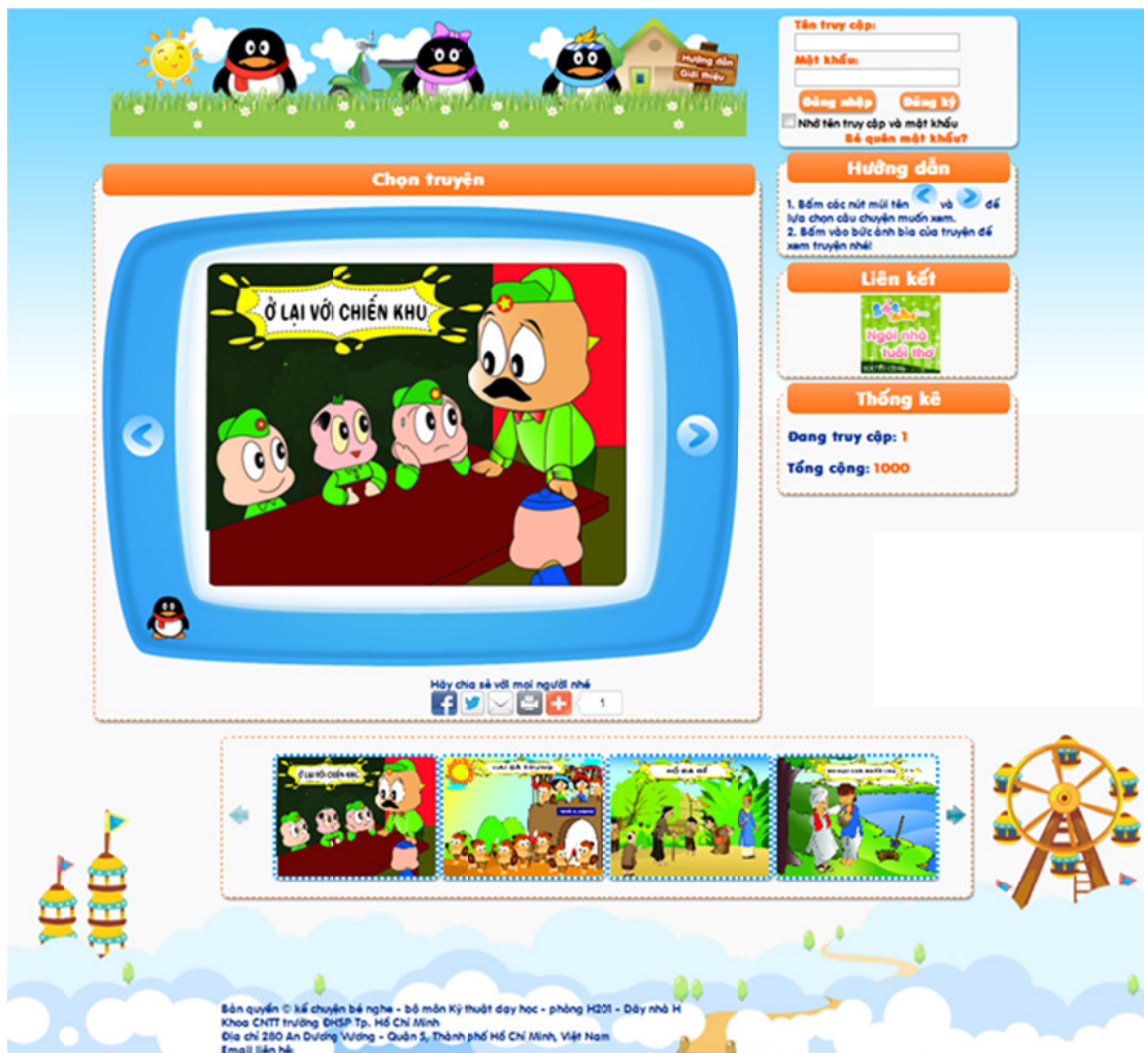 Hướng dẫn
Giới thiệu
Tên truy cập:
Mật khẩu:
Đăng nhập
Đăng ký
Nhớ tên truy cập và mật khẩu
Bé quên mật khẩu?
Chọn truyện
Ở LẠI VỚI CHIẾN KHU
Hãy chia sẻ với mọi người nhé
1
Hướng dẫn
1. Bấm các nút mũi tên và để
lựa chọn câu chuyện muốn xem.
2. Bấm vào bức ảnh bìa của truyện để
xem truyện nhé!
Liên kết
Ngôi nhà
tuổi thơ
Thống kê
Đang truy cập: 1
Tổng cộng: 1000
Ở LẠI VỚI CHIẾN KHU
HỒ BA BỂ
Bản quyền © kể chuyện bé nghe - bộ môn Kỹ thuật dạy học - phòng H201 - Dãy nhà H
Khoa CNTT trường ĐHSP Tp. Hồ Chí Minh
Địa chỉ 280 An Dương Vương - Quận 5, Thành phố Hồ Chí Minh, Việt Nam
Email liên hệ: